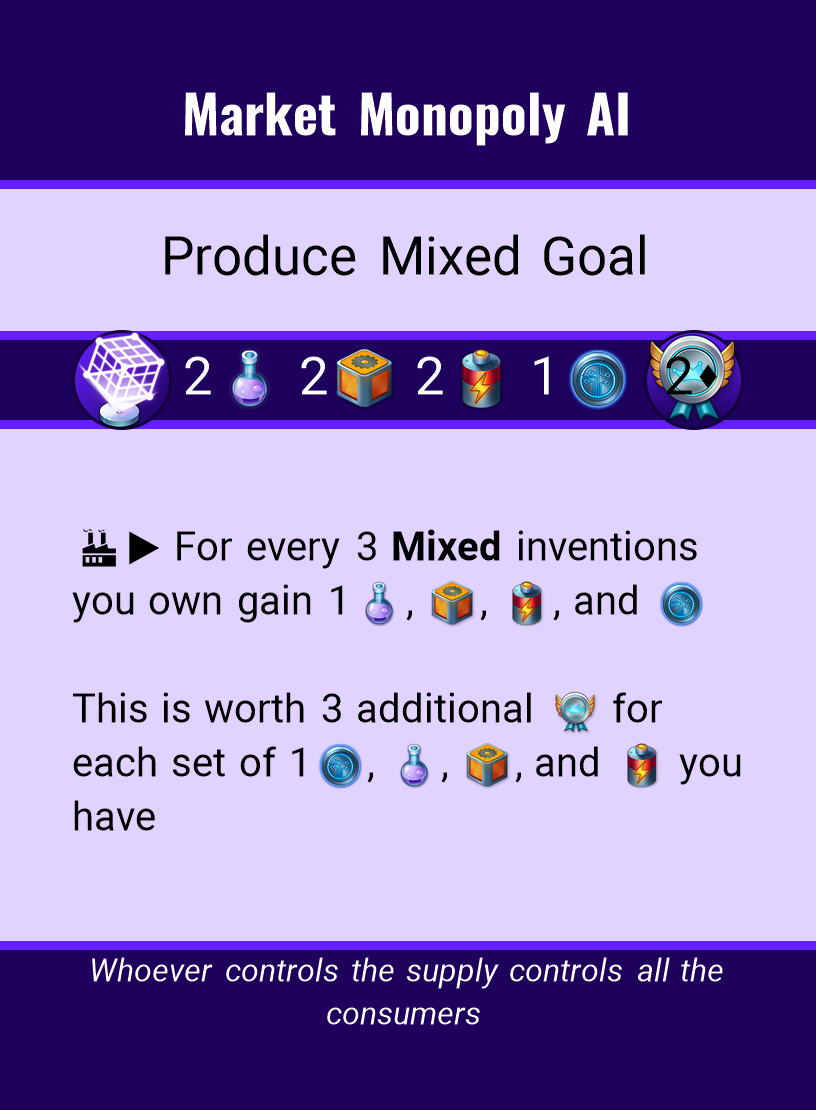 Market Monopoly AI
Produce Mixed Goal
2 2 2 1 2♦
▶ For every 3 Mixed inventions
you own gain 1 , , , and
This is worth 3 additional for
each set of 1 , , , and you
have
Whoever controls the supply controls all the
consumers